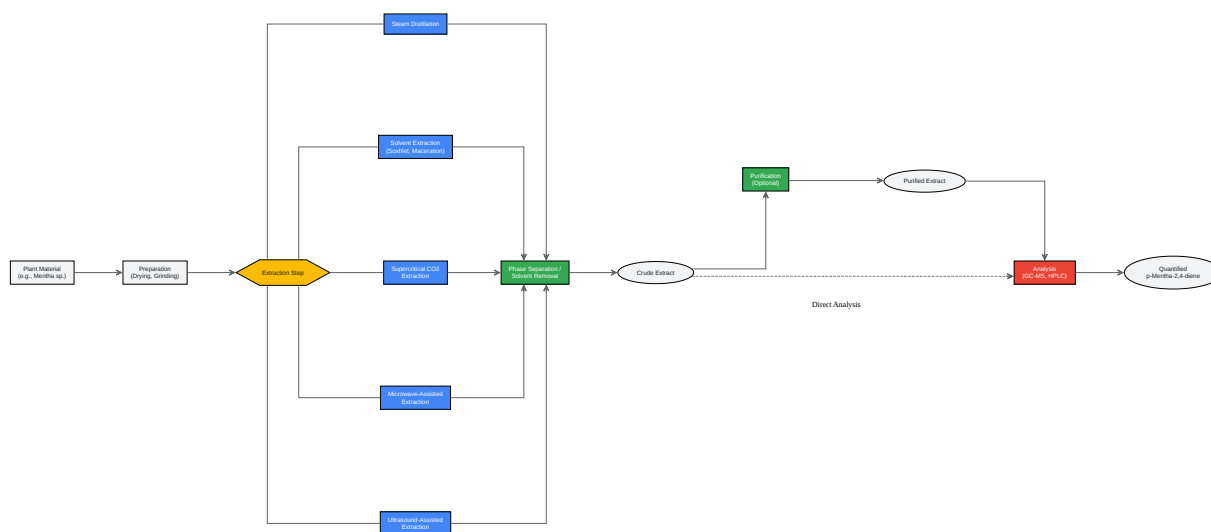 Steam Distillation
Solvent Extraction
(Soxhlet, Maceration)
Purification
(Optional)
Purified Extract
Plant Material
(e.g., Mentha sp.)
Preparation
(Drying, Grinding)
Extraction Step
Supercritical CO2
Extraction
Phase Separation /
Solvent Removal
Crude Extract
Analysis
(GC-MS, HPLC)
Quantified
p-Mentha-2,4-diene
Direct Analysis
Microwave-Assisted
Extraction
Ultrasound-Assisted
Extraction